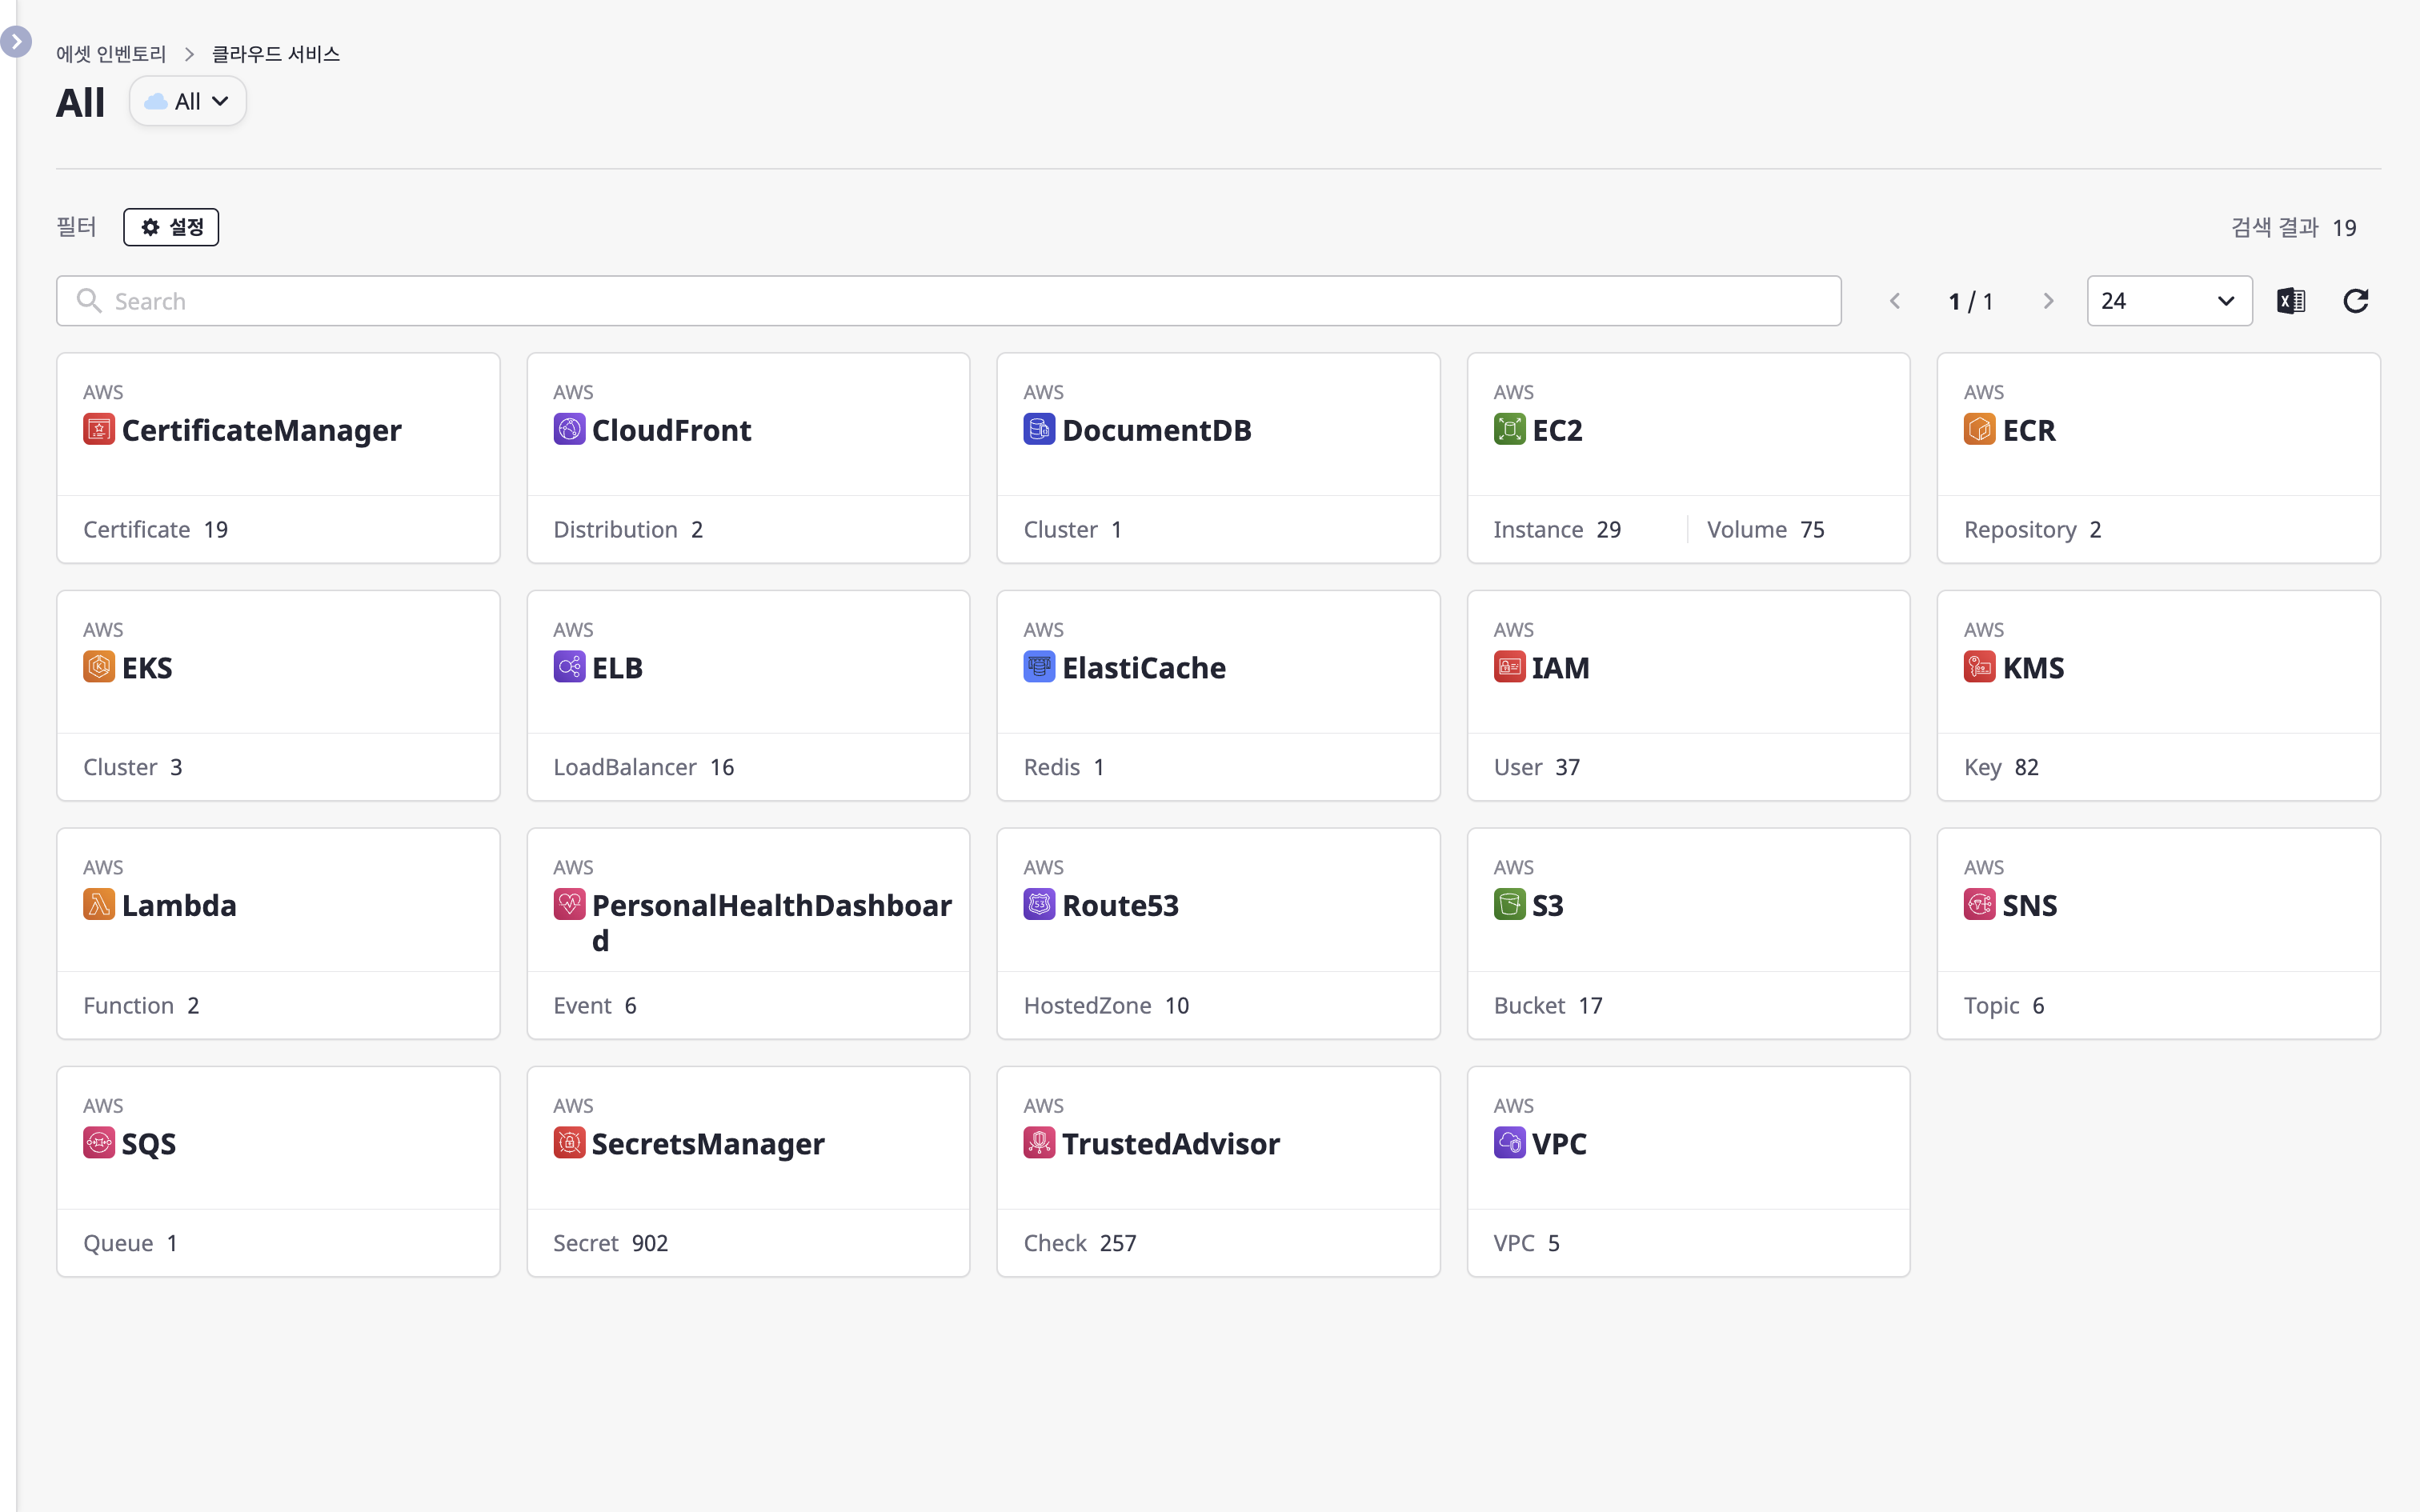 에셋 인벤토리 > 클라우드 서비스
All All
필터 설정 검색 결과 19
Search 1 / 1 24
AWS
CertificateManager
Certificate 19
AWS
CloudFront
Distribution 2
AWS
DocumentDB
Cluster 1
AWS
EC2
Instance 29 Volume 75
AWS
ECR
Repository 2
AWS
EKS
Cluster 3
AWS
ELB
LoadBalancer 16
AWS
ElastiCache
Redis 1
AWS
IAM
User 37
AWS
KMS
Key 82
AWS
Lambda
Function 2
AWS
PersonalHealthDashboar
d
Event 6
AWS
Route53
HostedZone 10
AWS
S3
Bucket 17
AWS
SNS
Topic 6
AWS
SQS
Queue 1
AWS
SecretsManager
Secret 902
AWS
TrustedAdvisor
Check 257
AWS
VPC
VPC 5